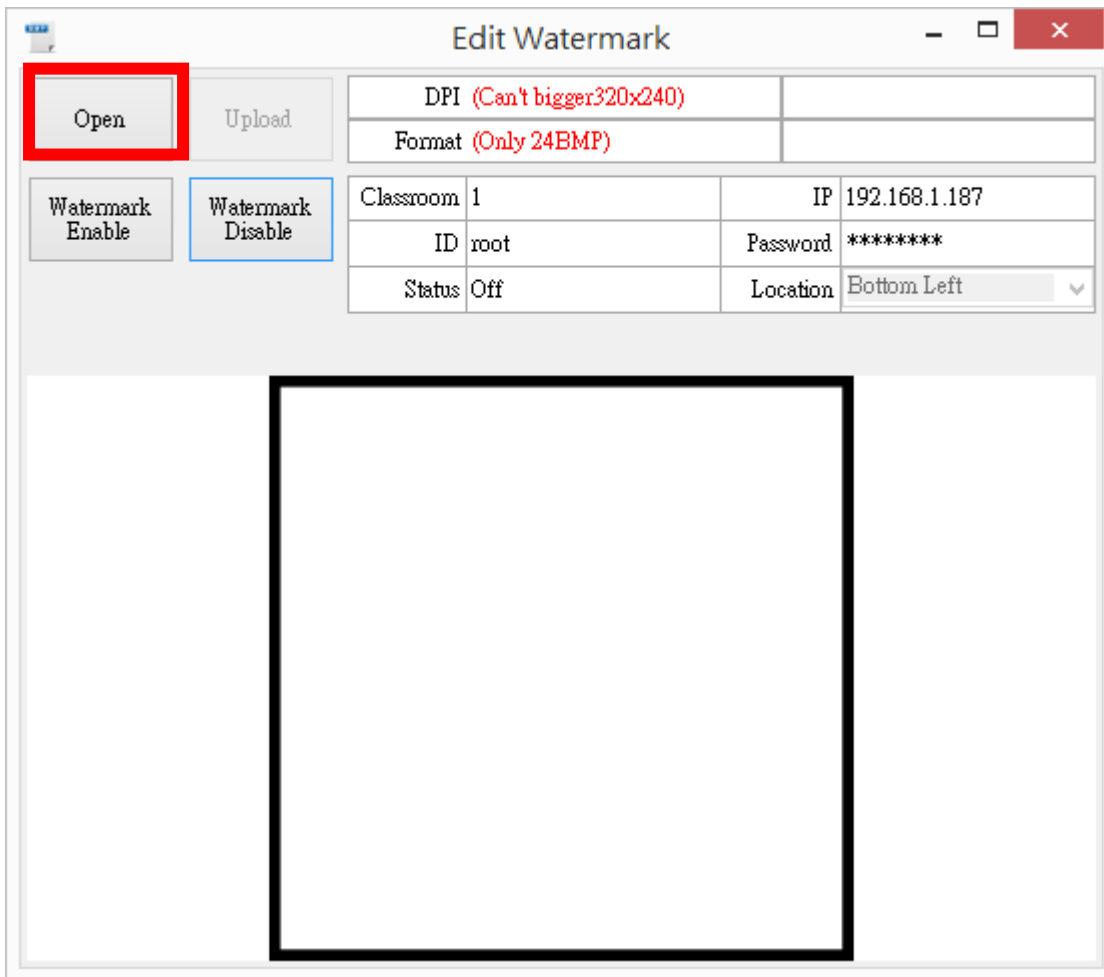 Edit Watermark
Open
Upload
DPI (Can't bigger320x240)
Format (Only 24BMP)
Watermark
Enable
Watermark
Disable
Classroom 1 IP 192.168.1.187
ID root Password ********
Status Off Location Bottom Left